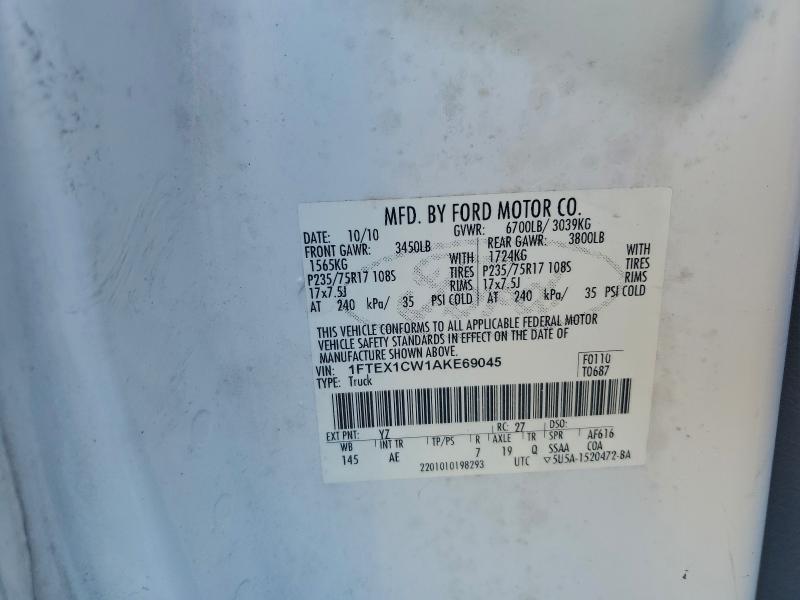 MFD. BY FORD MOTOR CO.
DATE: 10/10 GVWR: 6700LB/ 3039KG
FRONT GAWR: 3450LB REAR GAWR: 3800LB
1565KG WITH 1724KG WITH
P235/75R17 108S TIRES P235/75R17 108S TIRES
17x7.5J RIMS 17x7.5J RIMS
AT 240 kPa/ 35 PSI COLD AT 240 kPa/ 35 PSI COLD
THIS VEHICLE CONFORMS TO ALL APPLICABLE FEDERAL MOTOR
VEHICLE SAFETY STANDARDS IN EFFECT ON THE DATE OF
MANUFACTURE SHOWN ABOVE.
VIN: 1FTEX1CW1AKE69045 F0110
TYPE: Truck T0687
EXT PNT: YZ RC: 27 DSO:
WB INT TR TP/PS R AXLE TR SPR AF616
145 AE 7 19 Q SSAA COA
2201010198293 UTC ▽5U5A-1520472-BA